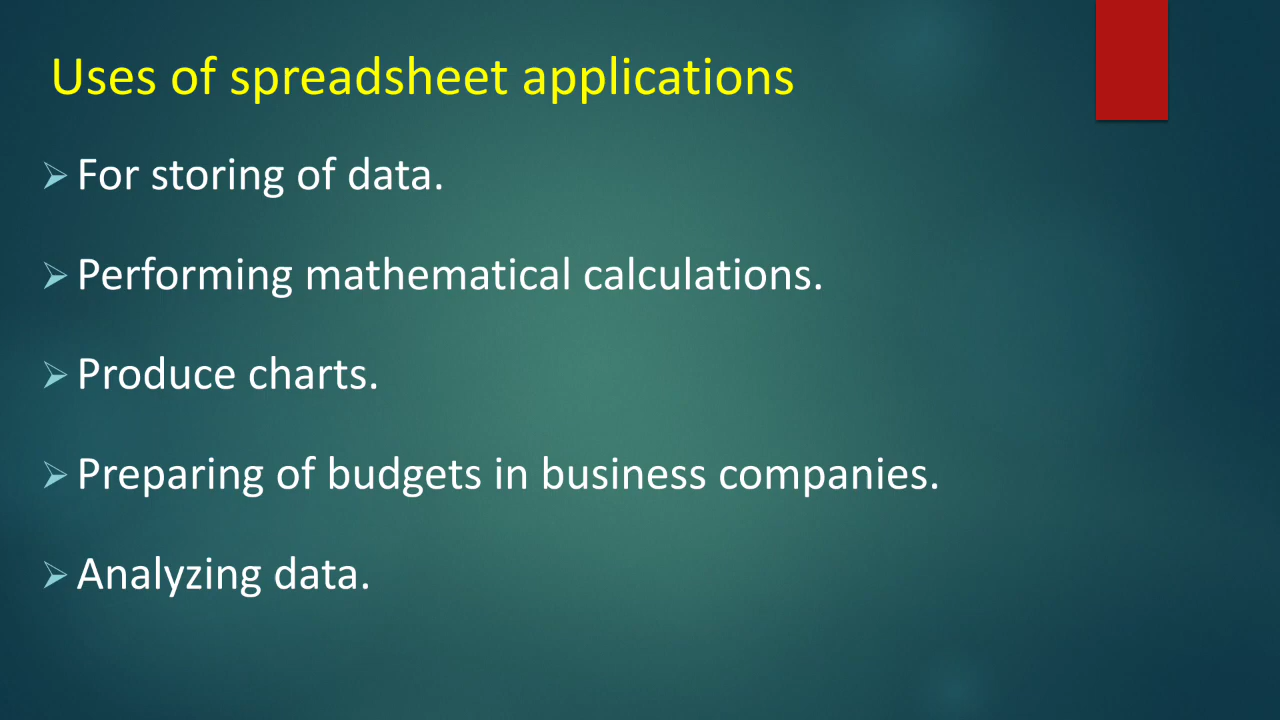 Uses of spreadsheet applications
For storing of data.
Performing mathematical calculations.
Produce charts.
Preparing of budgets in business companies.
Analyzing data.